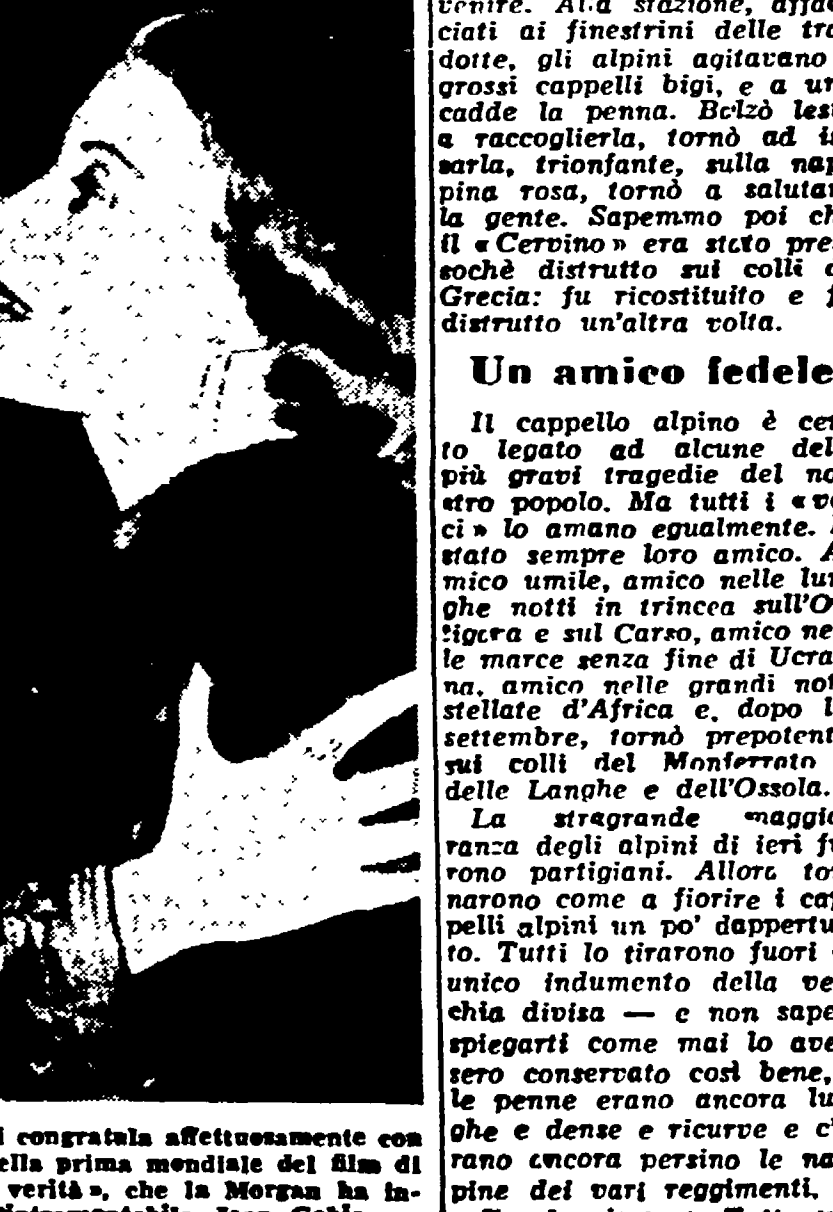 venire. Alla stazione, affac
ciati ai finestrini delle tra
dotte, gli alpini agitavano
grossi cappelli bigi, e a un
cadde la penna. Balzò les
a raccoglierla, tornò ad i
sarla, trionfante, sulla nap
pina rosa, tornò a salutar
la gente. Sapemmo poi ch
il « Cervino » era stato pre
sochè distrutto sui colli
Grecia: fu ricostituito e f
distrutto un'altra volta.
Un amico fedele
Il cappello alpino è cer
to legato ad alcune del
più gravi tragedie del no
stro popolo. Ma tutti i « v
ci » lo amano egualmente.
stato sempre loro amico. A
mico umile, amico nelle lun
ghe notti in trincea sull'O
tigara e sul Carso, amico ne
le marce senza fine di Ucra
na, amico nelle grandi not
stellate d'Africa e, dopo l
settembre, tornò prepotent
sui colli del Monferrato
delle Langhe e dell'Ossola.
La stragrande maggio
ranza degli alpini di ieri fu
rono partigiani. Allora to
narono come a fiorire i cap
pelli alpini un po' dappertu
to. Tutti lo tirarono fuori
unico indumento della ve
chia divisa — e non sape
spiegarti come mai lo ave
sero conservato così bene,
le penne erano ancora lu
ghe e dense e ricurve e c'
rano ancora persino le na
pine dei vari reggimenti.
i congratula affettuosamente con
ella prima mondiale del film di
verità », che la Morgan ha in-
Jean Gabin